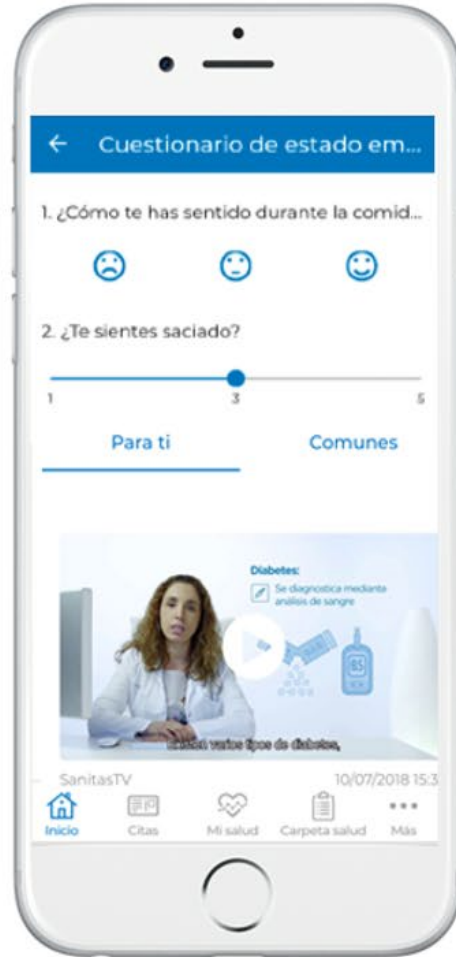 Cuestionario de estado em...
1. ¿Cómo te has sentido durante la comid...
2. ¿Te sientes saciado?
1 3 5
Para ti Comunes
Diabetes:
Se diagnostica mediante
análisis de sangre
85
Existen varios tipos de diabetes,
SanitasTV 10/07/2018 15:3
Inicio Citas Mi salud Carpeta salud Más